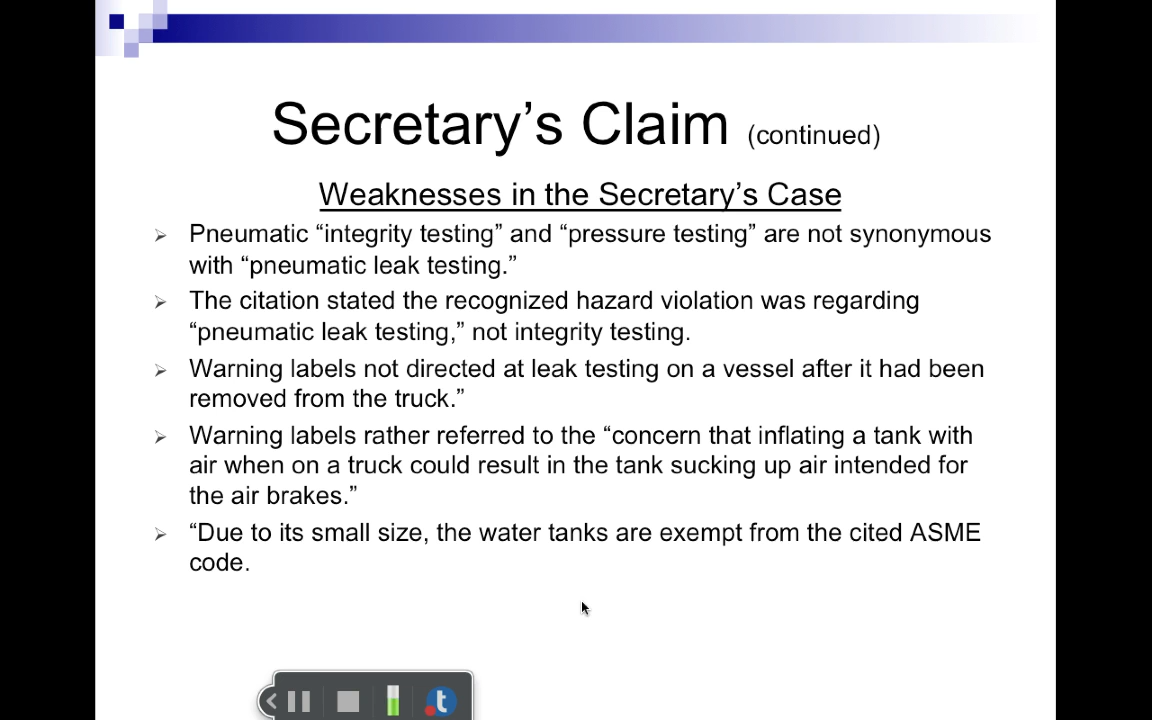 Secretary’s Claim (continued)
Weaknesses in the Secretary’s Case
Pneumatic “integrity testing” and “pressure testing” are not synonymous
with “pneumatic leak testing.”
The citation stated the recognized hazard violation was regarding
“pneumatic leak testing,” not integrity testing.
Warning labels not directed at leak testing on a vessel after it had been
removed from the truck.”
Warning labels rather referred to the “concern that inflating a tank with
air when on a truck could result in the tank sucking up air intended for
the air brakes.”
“Due to its small size, the water tanks are exempt from the cited ASME
code.
t